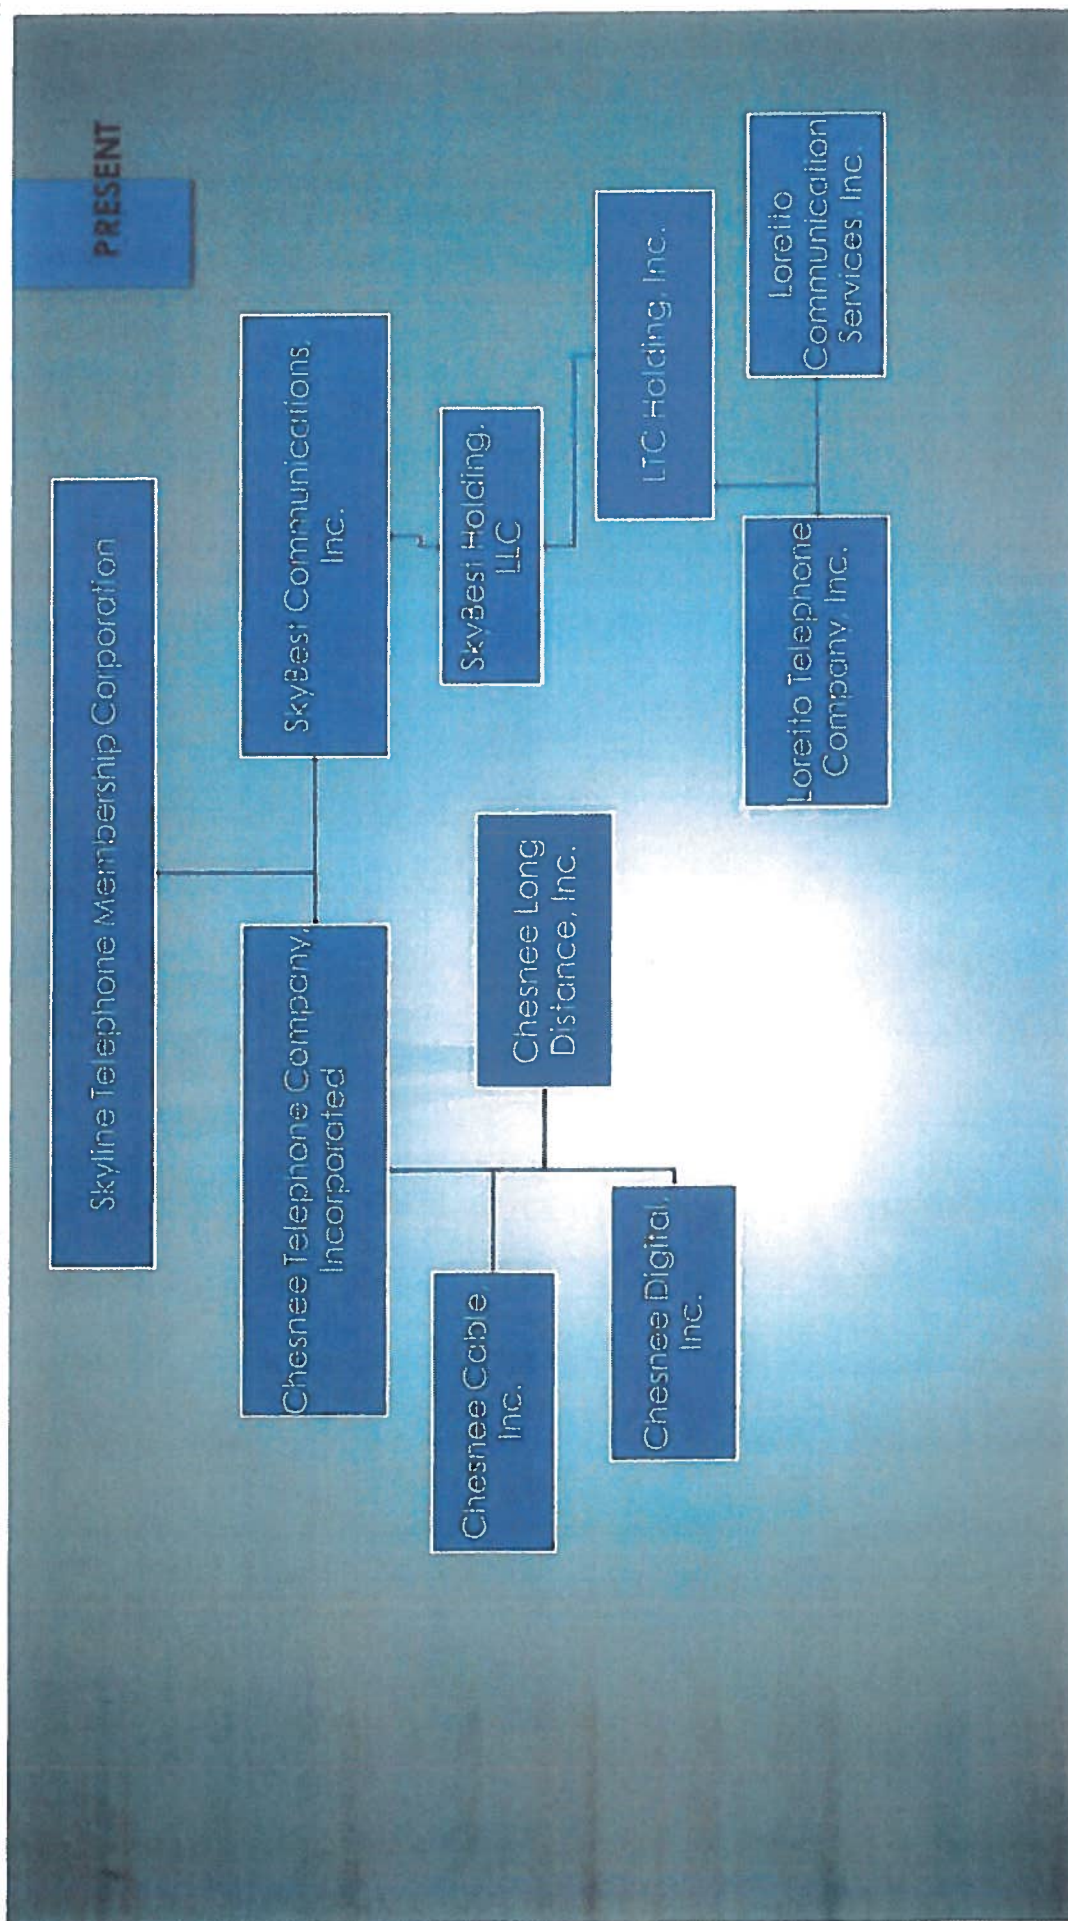 PRESENT
Skyline Telephone Membership Corporation
Chesnee Telephone Company,
Incorporated
SkyBest Communications,
Inc.
Chesnee Cable
Inc.
Chesnee Long
Distance, Inc.
SkyBest Holding,
LLC
Chesnee Digital,
Inc.
LTC Holding, Inc.
Loretto Telephone
Company, Inc.
Loretto
Communication
Services, Inc.